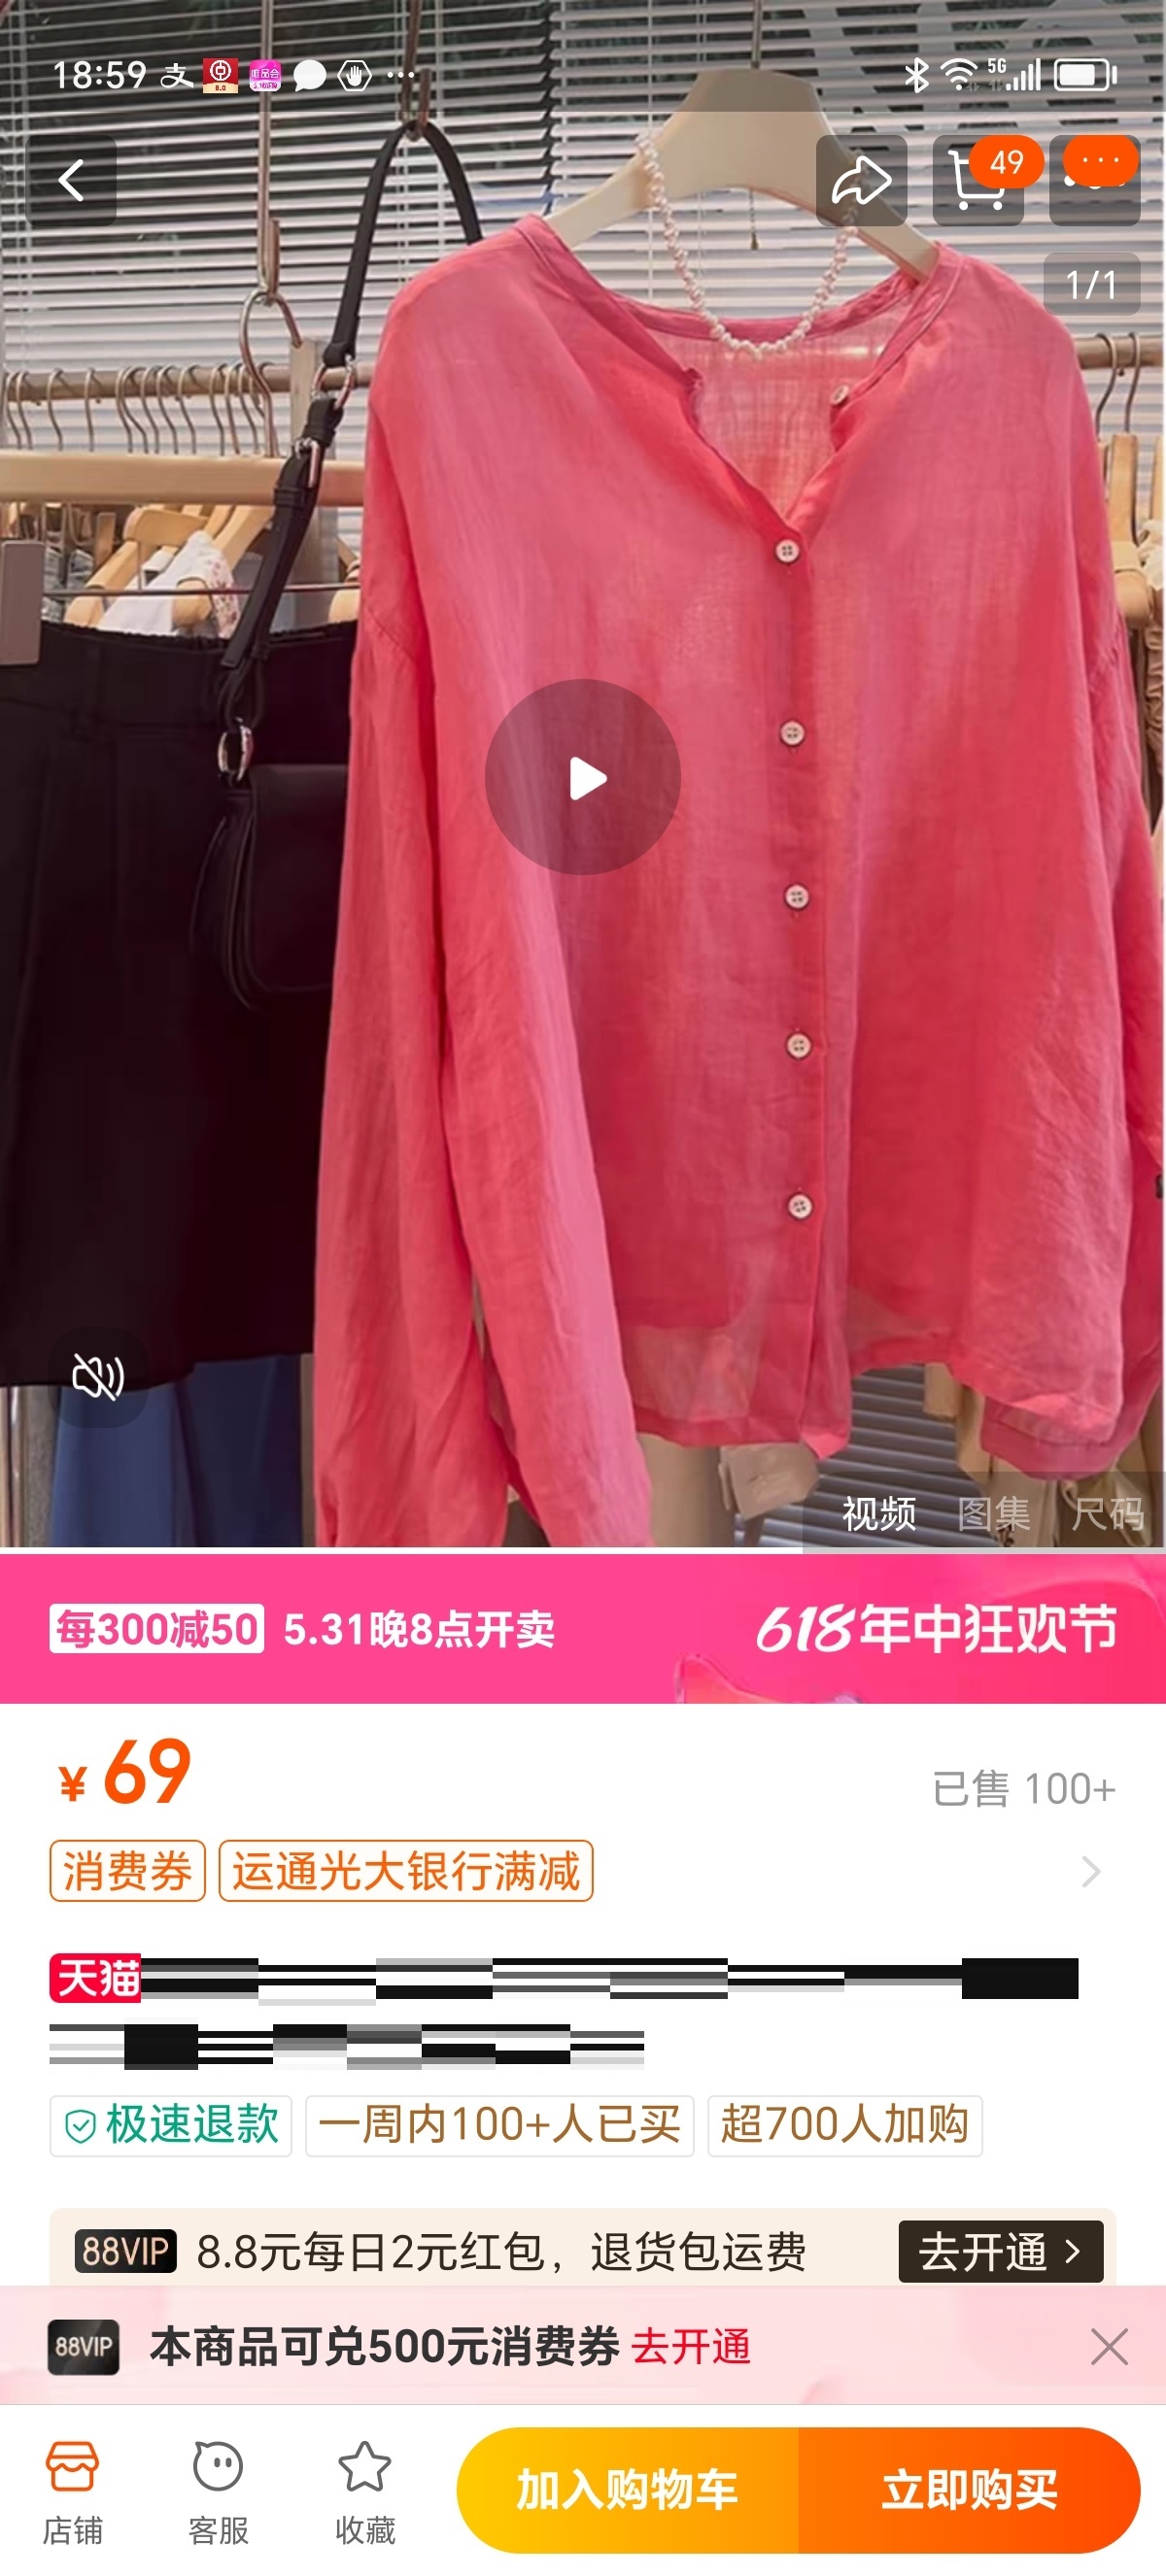 18:59 支 ···
5G
49 ···
1/1
视频 图集 尺码
每300减50 5.31晚8点开卖 618年中狂欢节
¥69 已售 100+
消费券 运通光大银行满减
天猫
极速退款 一周内100+人已买 超700人加购
88VIP 8.8元每日2元红包，退货包运费 去开通
88VIP 本商品可兑500元消费券 去开通
店铺 客服 收藏 加入购物车 立即购买